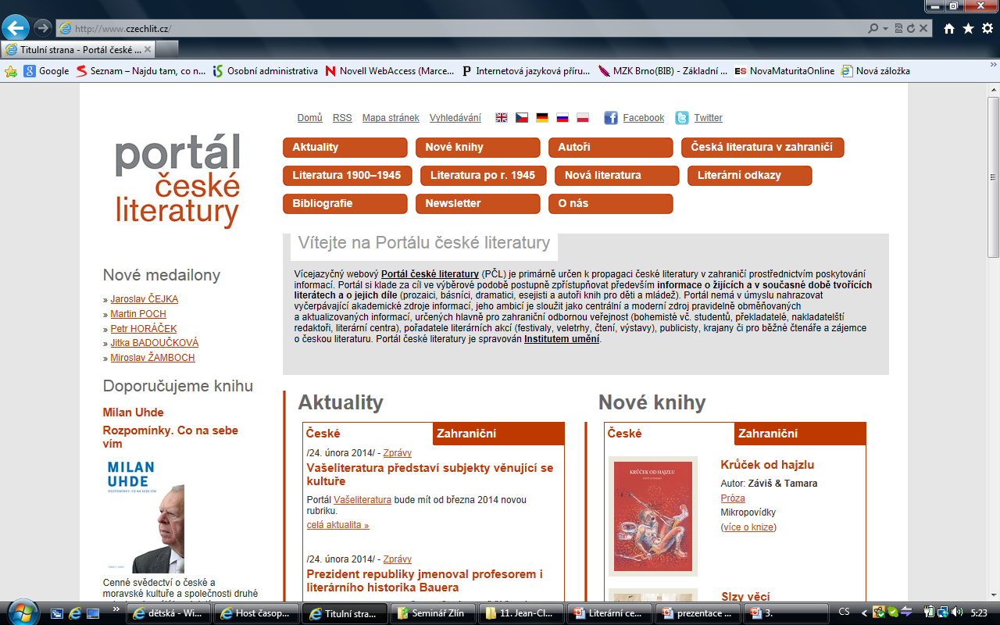 http://www.czechlit.cz/
Titulní strana - Portál české ...
Google
Seznam – Najdu tam, co n...
Osobní administrativa
Novell WebAccess (Marce...
Internetová jazyková příru...
MZK Brno(BIB) - Základní ...
NovaMaturitaOnline
Nová záložka
Domů RSS Mapa stránek Vyhledávání Facebook Twitter
portál
české
literatury
Aktuality Nové knihy Autoři Česká literatura v zahraničí
Literatura 1900–1945 Literatura po r. 1945 Nová literatura Literární odkazy
Bibliografie Newsletter O nás
Vítejte na Portálu české literatury
Vícejazyčný webový Portál české literatury (PČL) je primárně určen k propagaci české literatury v zahraničí prostřednictvím poskytování
informací. Portál si klade za cíl ve výběrové podobě postupně zpřístupňovat především informace o žijících a v současné době tvořících
literátech a o jejich díle (prozaici, básníci, dramatici, esejisti a autoři knih pro děti a mládež). Portál nemá v úmyslu nahrazovat
vyčerpávající akademické zdroje informací, jeho ambicí je sloužit jako centrální a moderní zdroj pravidelně obměňovaných
a aktualizovaných informací, určených hlavně pro zahraniční odbornou veřejnost (bohemisté vč. studentů, překladatelé, nakladatelští
redaktoři, literární centra), pořadatele literárních akcí (festivaly, veletrhy, čtení, výstavy), publicisty, krajany či pro běžné čtenáře a zájemce
o českou literaturu. Portál české literatury je spravován Institutem umění.
Nové medailony
» Jaroslav ČEJKA
» Martin POCH
» Petr HORÁČEK
» Jitka BADOUČKOVÁ
» Miroslav ŽAMBOCH
Doporučujeme knihu
Milan Uhde
Rozpomínky. Co na sebe
vím
MILAN
UHDE
ROZPOMÍNKY. CO NA SEBE VÍM
Cenné svědectví o české a
moravské kultuře a společnosti druhé
Aktuality
České Zahraniční
/24. února 2014/ - Zprávy
Vašeliteratura představí subjekty věnující se
kultuře
Portál Vašeliteratura bude mít od března 2014 novou
rubriku.
celá aktualita »
/24. února 2014/ - Zprávy
Prezident republiky jmenoval profesorem i
literárního historika Bauera
Nové knihy
České Zahraniční
KRŮČEK OD HAJZLU
Krůček od hajzlu
Autor: Záviš & Tamara
Próza
Mikropovídky
(více o knize)
Slzy věcí
dětská - Wi...
Host časop...
Titulní stra...
Seminář Zlín
11. Jean-Cl...
Literární ce...
prezentace ...
3.
CS
5:23